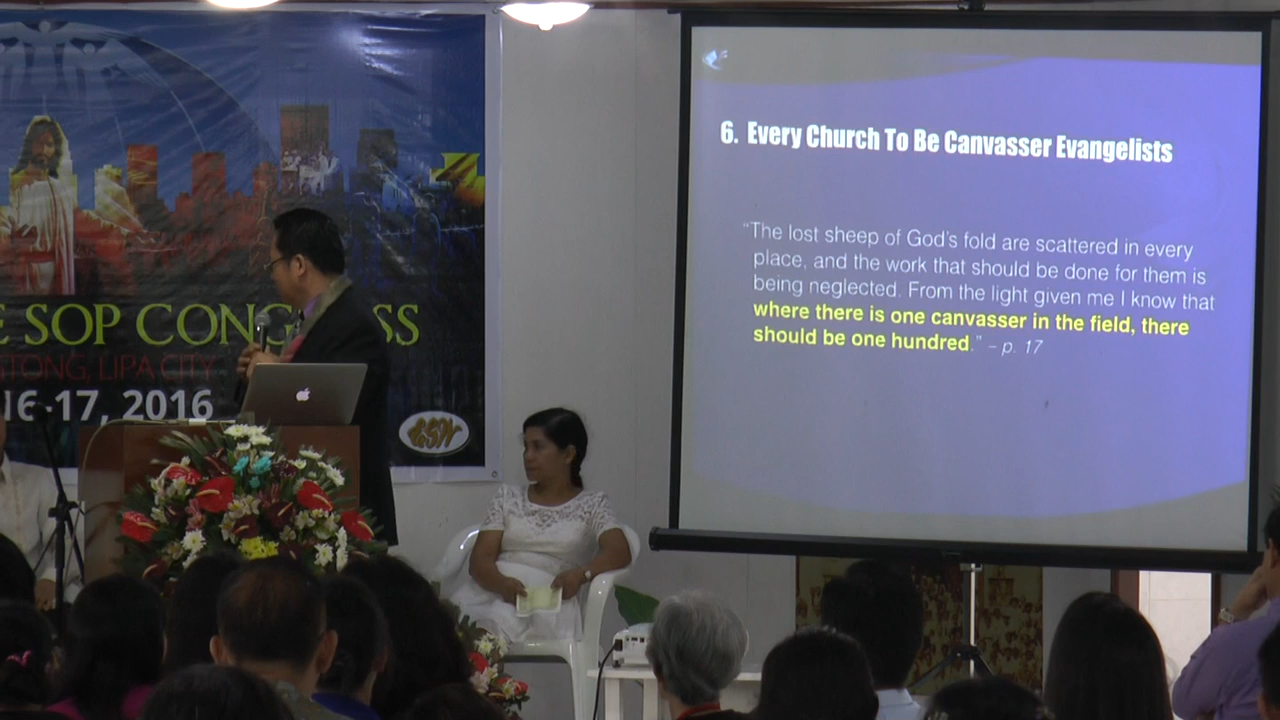 6. Every Church To Be Canvasser Evangelists
“The lost sheep of God’s fold are scattered in every
place, and the work that should be done for them is
being neglected. From the light given me I know that
where there is one canvasser in the field, there
should be one hundred.” – p. 17
SOP CONG SS
LIPA CITY
16-17, 2016